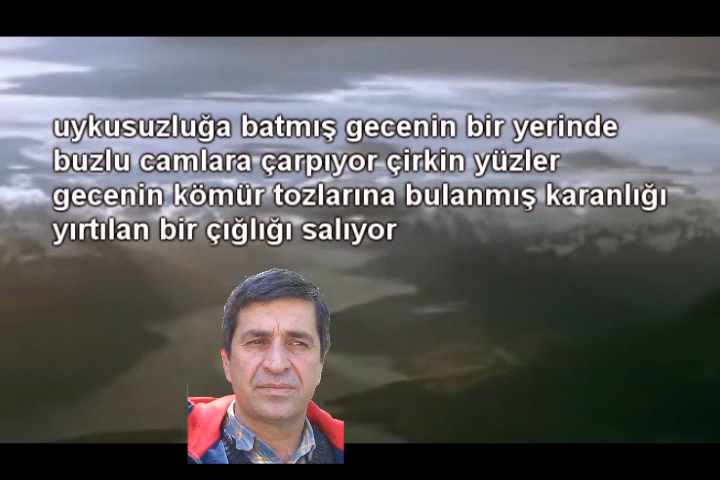 uykusuzluğa batmış gecenin bir yerinde
buzlu camlara çarpıyor çirkin yüzler
gecenin kömür tozlarına bulanmış karanlığı
yırtılan bir çığlığı salıyor